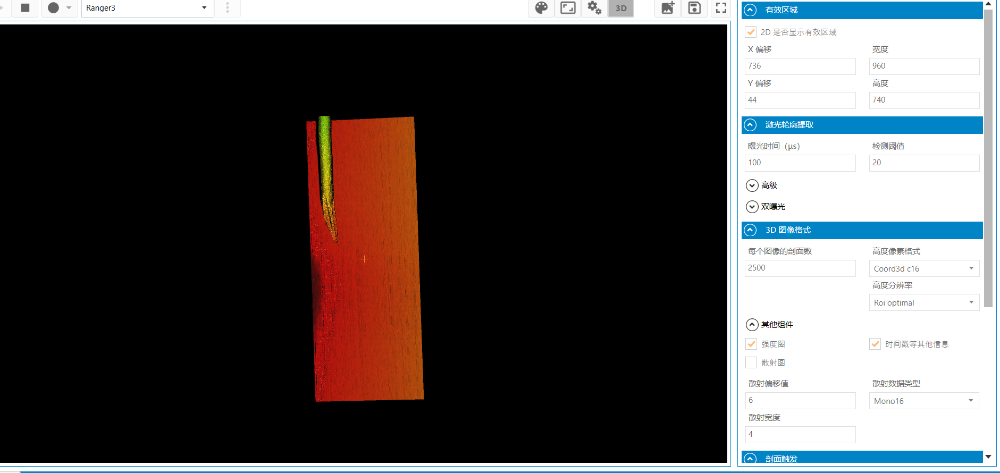 Ranger3
3D
有效区域
2D 是否显示有效区域
X 偏移
宽度
736
960
Y 偏移
高度
44
740
激光轮廓提取
曝光时间（µs）
检测阈值
100
20
高级
双曝光
3D 图像格式
每个图像的剖面数
高度像素格式
2500
Coord3d c16
高度分辨率
Roi optimal
其他组件
强度图
时间戳等其他信息
散射图
散射偏移值
散射数据类型
6
Mono16
散射宽度
4
剖面触发